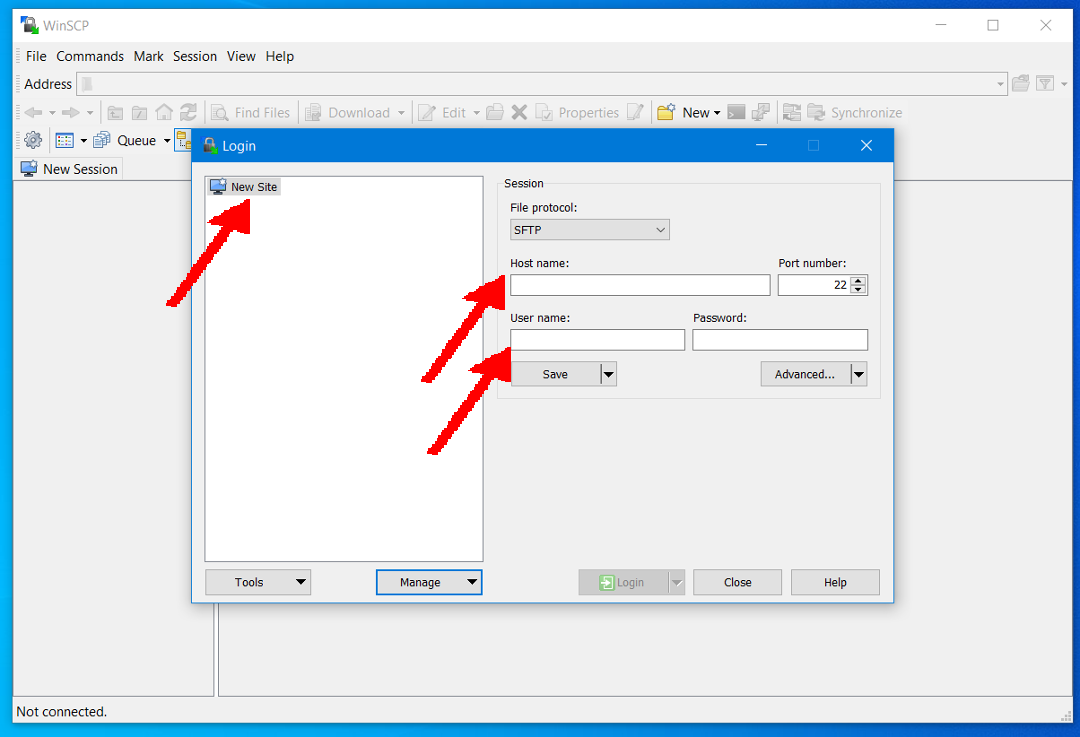 WinSCP
File Commands Mark Session View Help
Address
Find Files Download Edit Properties New Synchronize
Queue
Login
New Session
New Site
Session
File protocol:
SFTP
Host name: Port number:
22
User name: Password:
Save Advanced...
Tools Manage Login Close Help
Not connected.